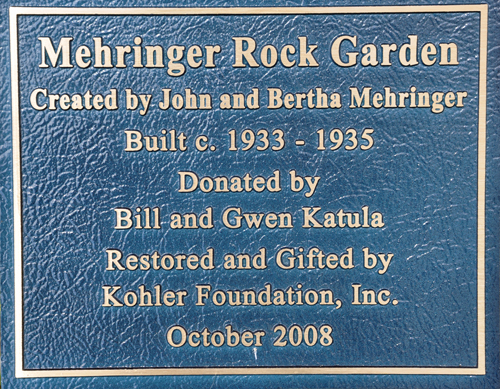 Mehringer Rock Garden
Created by John and Bertha Mehringer
Built c. 1933 - 1935
Donated by
Bill and Gwen Katula
Restored and Gifted by
Kohler Foundation, Inc.
October 2008